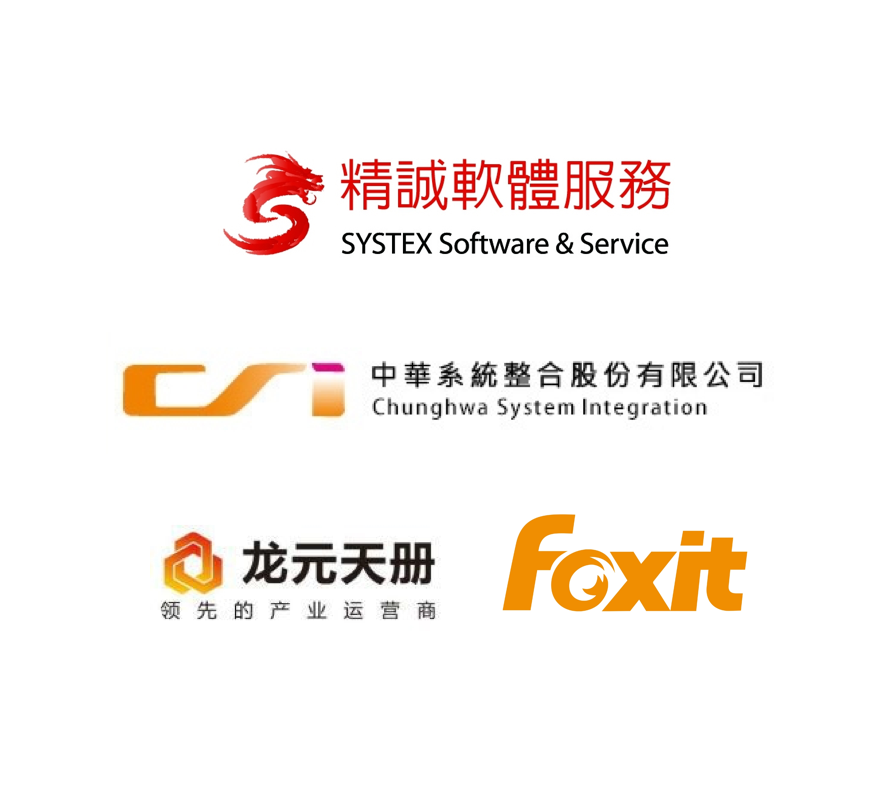 精誠軟體服務
SYSTEX Software & Service
csi
中華系統整合股份有限公司
Chunghwa System Integration
龙元天册
领先的产业运营商
Foxit